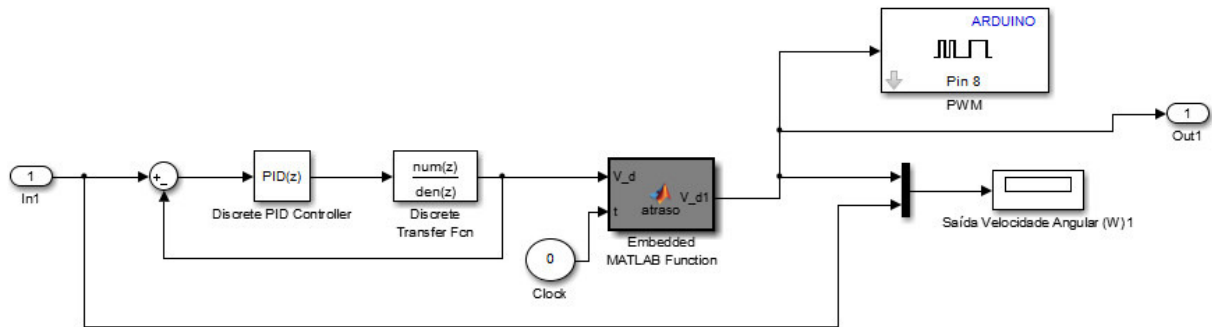 ARDUINO
Pin 8
PWM
1
Out1
1
In1
+
−
PID(z)
Discrete PID Controller
num(z)
den(z)
Discrete
Transfer Fcn
V_d
t
atraso
V_d1
Embedded
MATLAB Function
0
Clock
Saída Velocidade Angular (W) 1